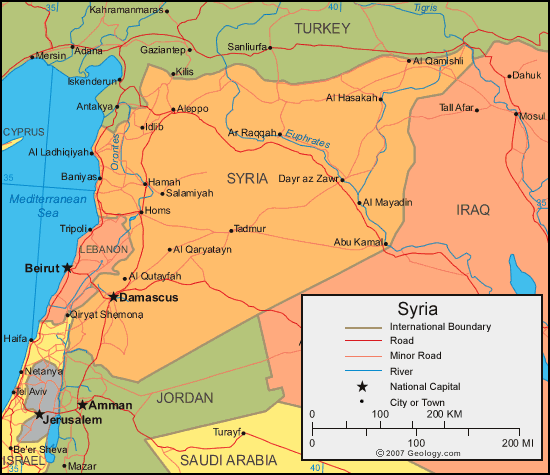 Kahramanmaras
Tigris
TURKEY
Adana
Mersin
Gaziantep
Sanliurfa
Al Qamishli
Kilis
Iskenderun
Dahuk
Al Hasakah
Tall Afar
Antakya
Aleppo
Mosul
CYPRUS
Idlib
Ar Raqqah
Euphrates
Orontes
Al Ladhiqiyah
35
Baniyas
Hamah
SYRIA
Dayr az Zawr
Salamiyah
Mediterranean
Sea
Homs
Al Mayadin
IRAQ
35
Tripoli
Tadmur
LEBANON
Al Qaryatayn
Abu Kamal
Beirut
Al Qutayfah
Damascus
Qiryat Shemona
Haifa
Netanya
Tel Aviv
JORDAN
Amman
Jerusalem
Turayf
Be'er Sheva
ISRAEL
Mazar
SAUDI ARABIA
40
Syria
International Boundary
Road
Minor Road
River
National Capital
City or Town
0 100 200 KM
0 100 200 MI
© 2007 Geology.com